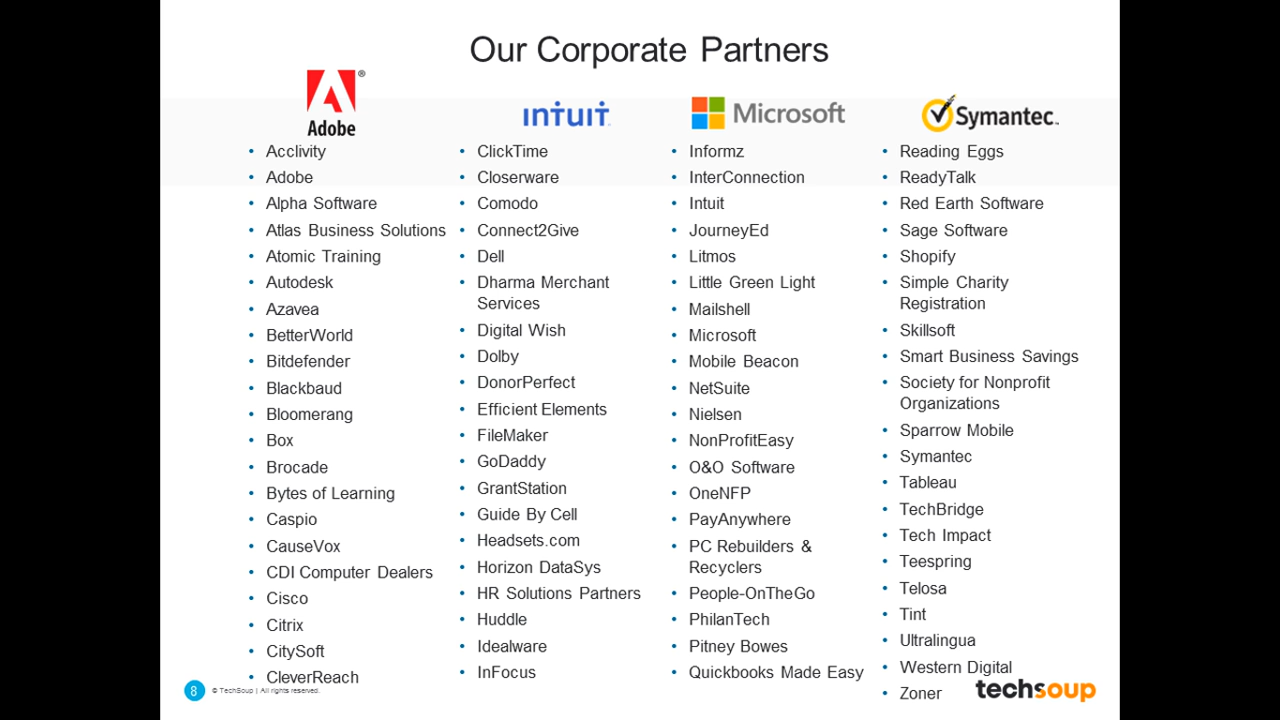 Our Corporate Partners
Adobe
intuit
Microsoft
Symantec
• Acclivity
• Adobe
• Alpha Software
• Atlas Business Solutions
• Atomic Training
• Autodesk
• Azavea
• BetterWorld
• Bitdefender
• Blackbaud
• Bloomerang
• Box
• Brocade
• Bytes of Learning
• Caspio
• CauseVox
• CDI Computer Dealers
• Cisco
• Citrix
• CitySoft
• CleverReach
• ClickTime
• Closerware
• Comodo
• Connect2Give
• Dell
• Dharma Merchant
Services
• Digital Wish
• Dolby
• DonorPerfect
• Efficient Elements
• FileMaker
• GoDaddy
• GrantStation
• Guide By Cell
• Headsets.com
• Horizon DataSys
• HR Solutions Partners
• Huddle
• Idealware
• InFocus
• Informz
• InterConnection
• Intuit
• JourneyEd
• Litmos
• Little Green Light
• Mailshell
• Microsoft
• Mobile Beacon
• NetSuite
• Nielsen
• NonProfitEasy
• O&O Software
• OneNFP
• PayAnywhere
• PC Rebuilders &
Recyclers
• People-OnTheGo
• PhilanTech
• Pitney Bowes
• Quickbooks Made Easy
• Reading Eggs
• ReadyTalk
• Red Earth Software
• Sage Software
• Shopify
• Simple Charity
Registration
• Skillsoft
• Smart Business Savings
• Society for Nonprofit
Organizations
• Sparrow Mobile
• Symantec
• Tableau
• TechBridge
• Tech Impact
• Teespring
• Telosa
• Tint
• Ultralingua
• Western Digital
• Zoner
8
© TechSoup | All rights reserved.
techsoup